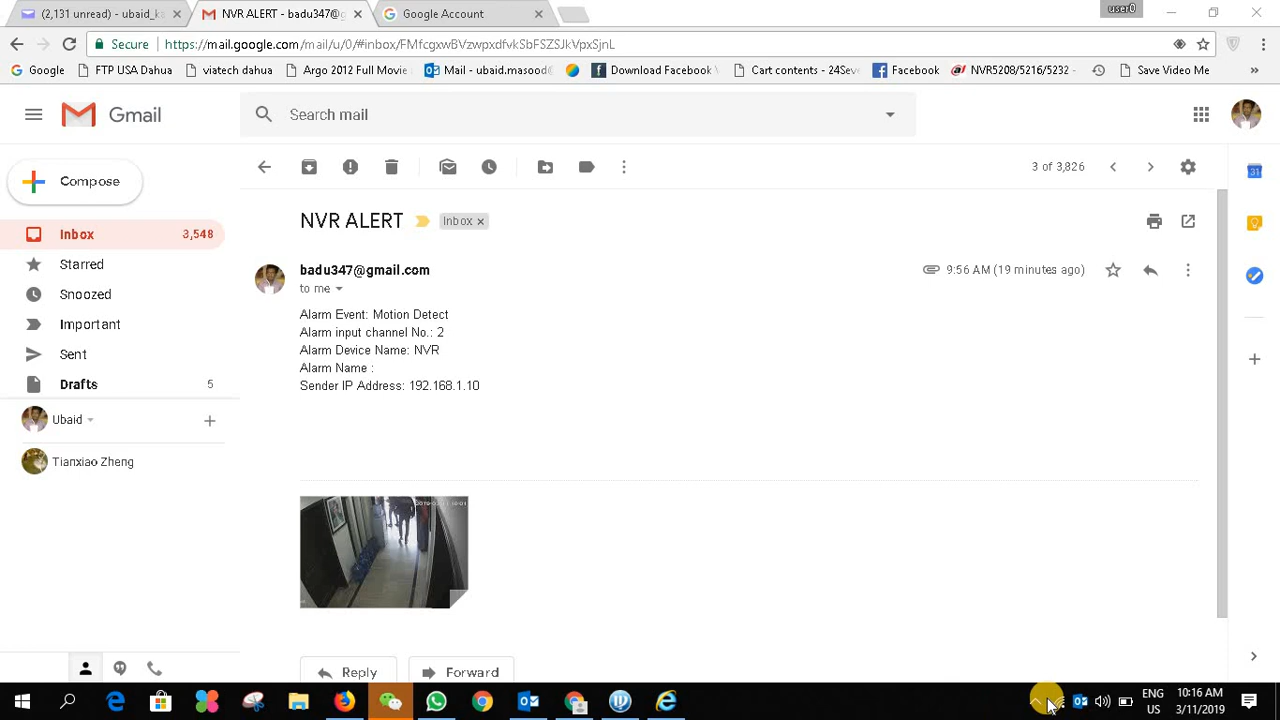 (2,131 unread) - ubaid_k
NVR ALERT - badu347@g
Google Account
user0
Secure https://mail.google.com/mail/u/0/#inbox/FMfcgxwBVzwpxdfvkSbFSZSJkVpxSjnL
Google FTP USA Dahua viatech dahua Argo 2012 Full Movie Mail - ubaid.masood Download Facebook Cart contents - 24Sev Facebook NVR5208/5216/5232 - Save Video Me »
Gmail
Search mail
Compose
3 of 3,826
31
NVR ALERT
Inbox
Inbox 3,548
Starred
Snoozed
Important
Sent
Drafts 5
Ubaid
Tianxiao Zheng
badu347@gmail.com
9:56 AM (19 minutes ago)
to me
Alarm Event: Motion Detect
Alarm input channel No.: 2
Alarm Device Name: NVR
Alarm Name :
Sender IP Address: 192.168.1.10
Reply
Forward
ENG
US
10:16 AM
3/11/2019